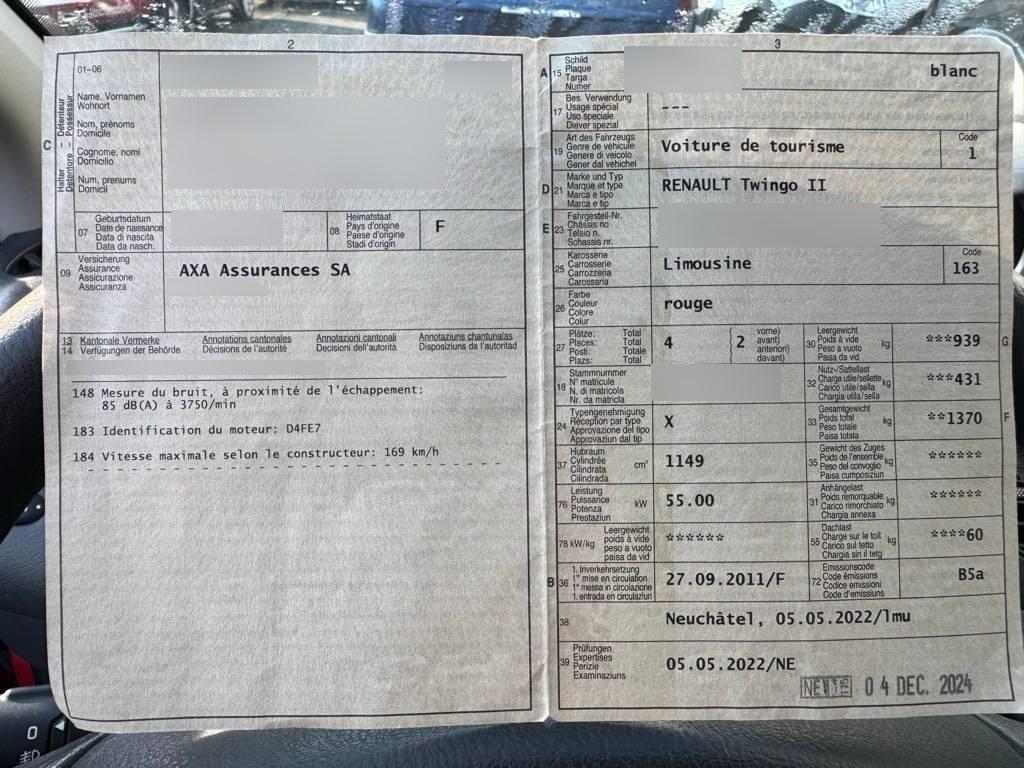 2
01-06
C
Halter – Détenteur
Detentore – Possessur
Name, Vornamen
Wohnort
Nom, prénoms
Domicile
Cognome, nomi
Domicilio
Num, prenums
Domicil
07
Geburtsdatum
Date de naissance
Data di nascita
Data da nasch.
08
Heimatstaat
Pays d'origine
Paese d'origine
Stadi d'origin
F
09
Versicherung
Assurance
Assicurazione
Assicuranza
AXA Assurances SA
13 Kantonale Vermerke Annotations cantonales Annotazioni cantonali Annotaziuns chantunalas
14 Verfügungen der Behörde Décisions de l'autorité Decisioni dell'autorità Disposiziuns da l'autoritad
148 Mesure du bruit, à proximité de l'échappement:
85 dB(A) à 3750/min
183 Identification du moteur: D4FE7
184 Vitesse maximale selon le constructeur: 169 km/h
3
A 15
Schild
Plaque
Targa
Numer
blanc
17
Bes. Verwendung
Usage spécial
Uso speciale
Diever spezial
---
19
Art des Fahrzeugs
Genre de véhicule
Genere di veicolo
Gener dal vehichel
Voiture de tourisme
Code
1
D 21
Marke und Typ
Marque et type
Marca e tipo
Marca e tip
RENAULT Twingo II
E 23
Fahrgestell-Nr.
Châssis no
Telaio n.
Schassis nr.
25
Karosserie
Carrosserie
Carrozzeria
Carossaria
Limousine
Code
163
26
Farbe
Couleur
Colore
Colur
rouge
27
Plätze: Total
Places: Total
Posti: Totale
Plazs: Total
4
2
vorne)
avant)
anteriori)
davant)
30
Leergewicht
Poids à vide
Peso a vuoto
Paisa da vid
kg
***939
G
18
Stammnummer
N° matricule
N. di matricola
Nr. da matricla
32
Nutz-/Sattellast
Charge utile/sellette
Carico utile/sella
Chargia utila/sella
kg
***431
24
Typengenehmigung
Réception par type
Approvazione del tipo
Approvaziun dal tip
X
33
Gesamtgewicht
Poids total
Peso totale
Paisa totala
kg
**1370
F
37
Hubraum
Cylindrée
Cilindrata
Cilindrada
cm³
1149
35
Gewicht des Zuges
Poids de l'ensemble
Peso del convoglio
Paisa cumposiziun
kg
******
76
Leistung
Puissance
Potenza
Prestaziun
kW
55.00
31
Anhängelast
Poids remorquable
Carico rimorchiato
Chargia annexa
kg
******
78 kW/kg
Leergewicht
poids à vide
peso a vuoto
paisa da vid
******
55
Dachlast
Charge sur le toit
Carico sul tetto
Chargia sin il tetg
kg
****60
B 36
1. Inverkehrsetzung
1re mise en circulation
1a messa in circolazione
1. entrada en circulaziun
27.09.2011/F
72
Emissionscode
Code émissions
Codice emissioni
Code d'emissiuns
B5a
38
Neuchâtel, 05.05.2022/lmu
39
Prüfungen
Expertises
Perizie
Examinaziuns
05.05.2022/NE
04 DEC. 2024
0